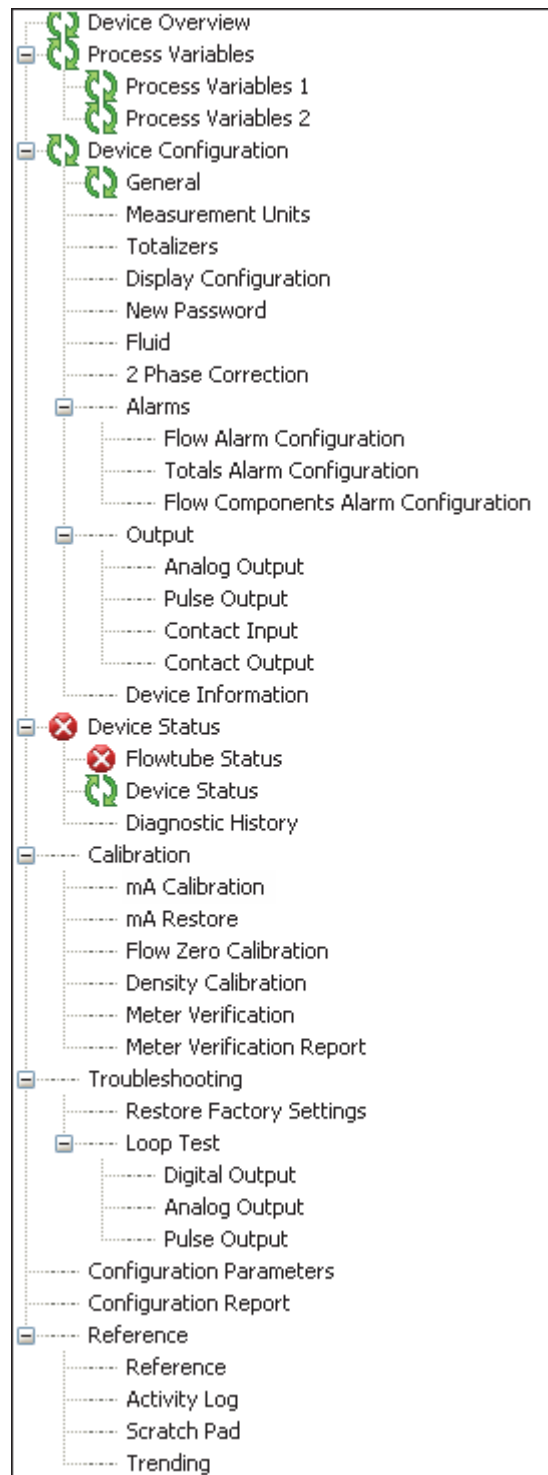 Device Overview
Process Variables
Process Variables 1
Process Variables 2
Device Configuration
General
Measurement Units
Totalizers
Display Configuration
New Password
Fluid
2 Phase Correction
Alarms
Flow Alarm Configuration
Totals Alarm Configuration
Flow Components Alarm Configuration
Output
Analog Output
Pulse Output
Contact Input
Contact Output
Device Information
Device Status
Flowtube Status
Device Status
Diagnostic History
Calibration
mA Calibration
mA Restore
Flow Zero Calibration
Density Calibration
Meter Verification
Meter Verification Report
Troubleshooting
Restore Factory Settings
Loop Test
Digital Output
Analog Output
Pulse Output
Configuration Parameters
Configuration Report
Reference
Reference
Activity Log
Scratch Pad
Trending